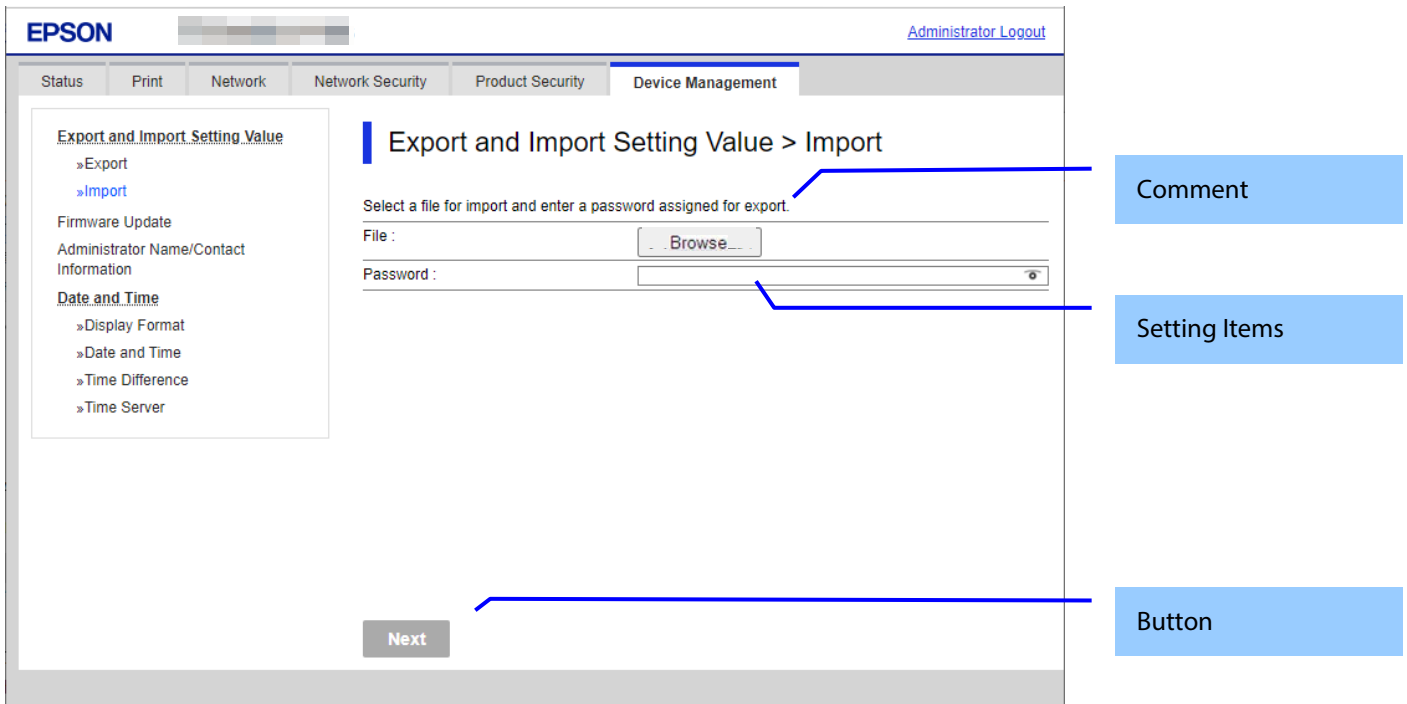 EPSON
Administrator Logout
Status Print Network Network Security Product Security Device Management
Export and Import Setting Value
»Export
»Import
Firmware Update
Administrator Name/Contact
Information
Date and Time
»Display Format
»Date and Time
»Time Difference
»Time Server
Export and Import Setting Value > Import
Select a file for import and enter a password assigned for export.
File :
Browse...
Password :
Next
Comment
Setting Items
Button